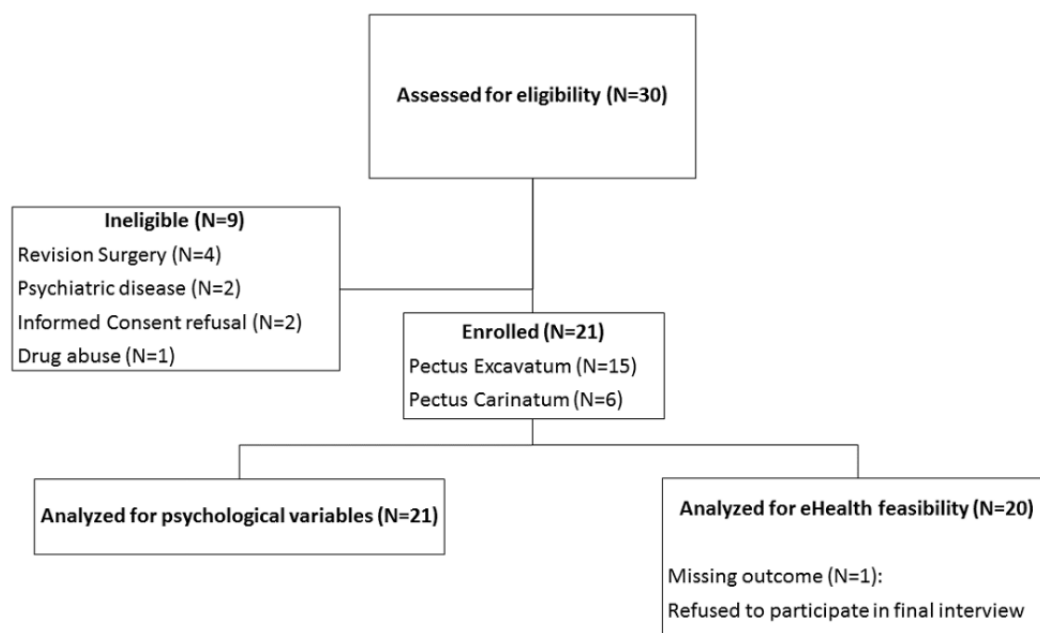 Assessed for eligibility (N=30)
Ineligible (N=9)
Revision Surgery (N=4)
Psychiatric disease (N=2)
Informed Consent refusal (N=2)
Drug abuse (N=1)
Enrolled (N=21)
Pectus Excavatum (N=15)
Pectus Carinatum (N=6)
Analyzed for psychological variables (N=21)
Analyzed for eHealth feasibility (N=20)
Missing outcome (N=1):
Refused to participate in final interview